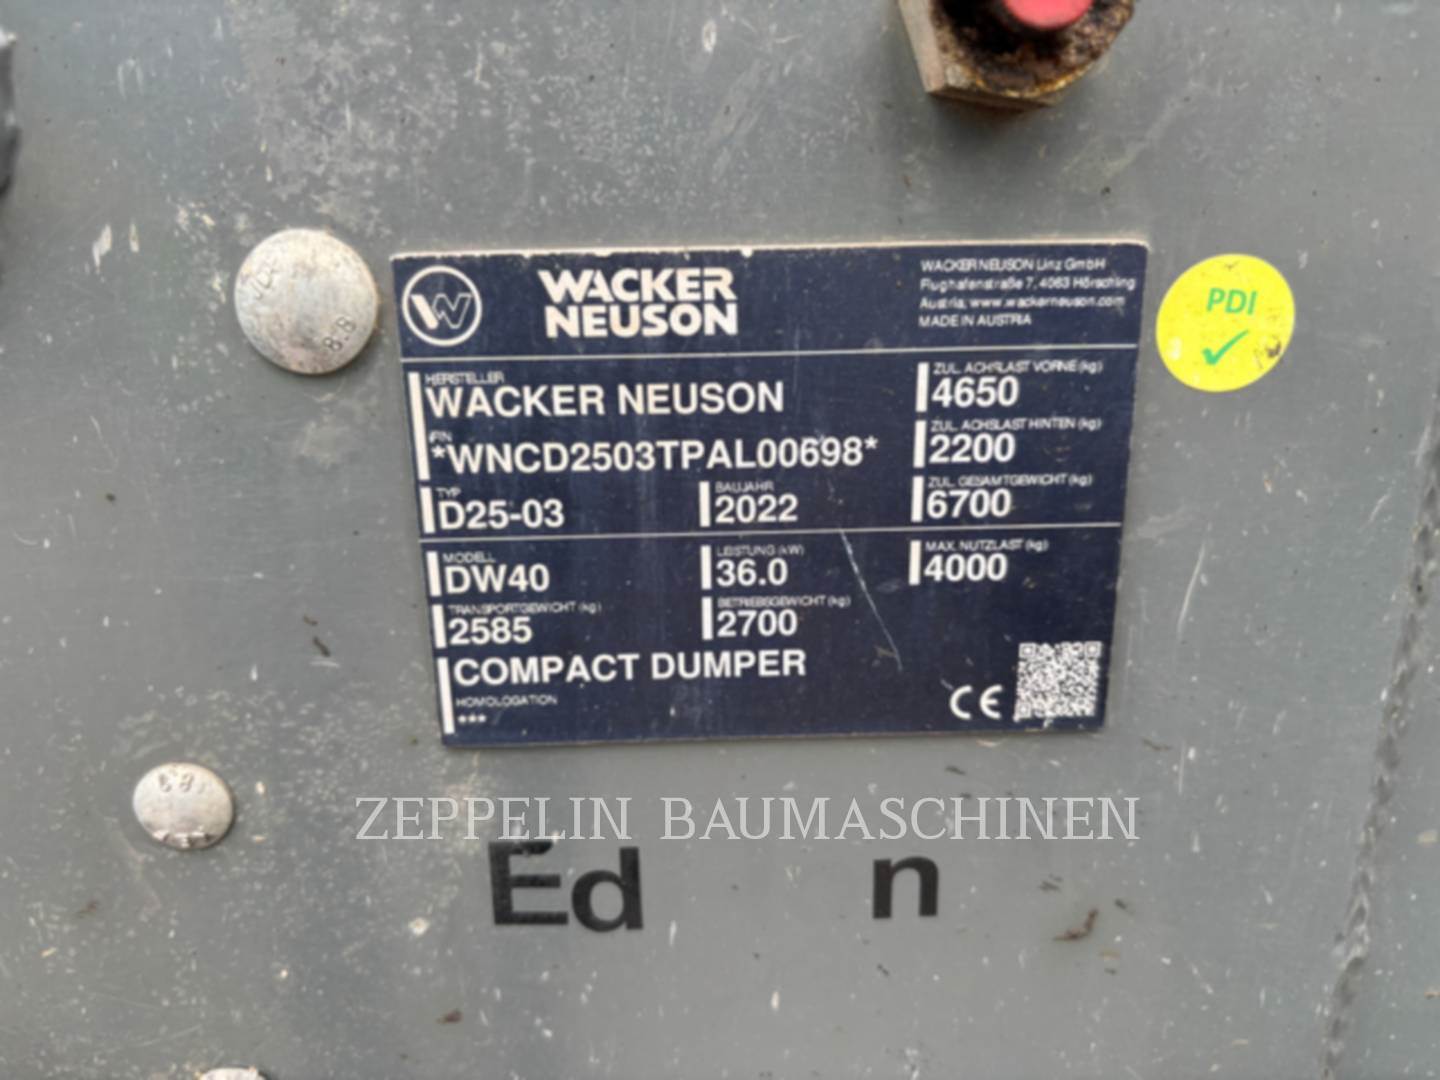 WACKER
NEUSON
WACKER NEUSON Linz GmbH
Flughafenstraße 7, 4063 Hörsching
Austria, www.wackerneuson.com
MADE IN AUSTRIA
PDI
HERSTELLER
WACKER NEUSON
ZUL. ACHSLAST VORNE (kg)
4650
FIN
*WNCD2503TPAL00698*
ZUL. ACHSLAST HINTEN (kg)
2200
TYP
D25-03
BAUJAHR
2022
ZUL. GESAMTGEWICHT (kg)
6700
MODELL
DW40
LEISTUNG (kW)
36.0
MAX. NUTZLAST (kg)
4000
TRANSPORTGEWICHT (kg)
2585
BETRIEBSGEWICHT (kg)
2700
COMPACT DUMPER
HOMOLOGATION
***
CE
8.8
ZEPPELIN BAUMASCHINEN
Ed n